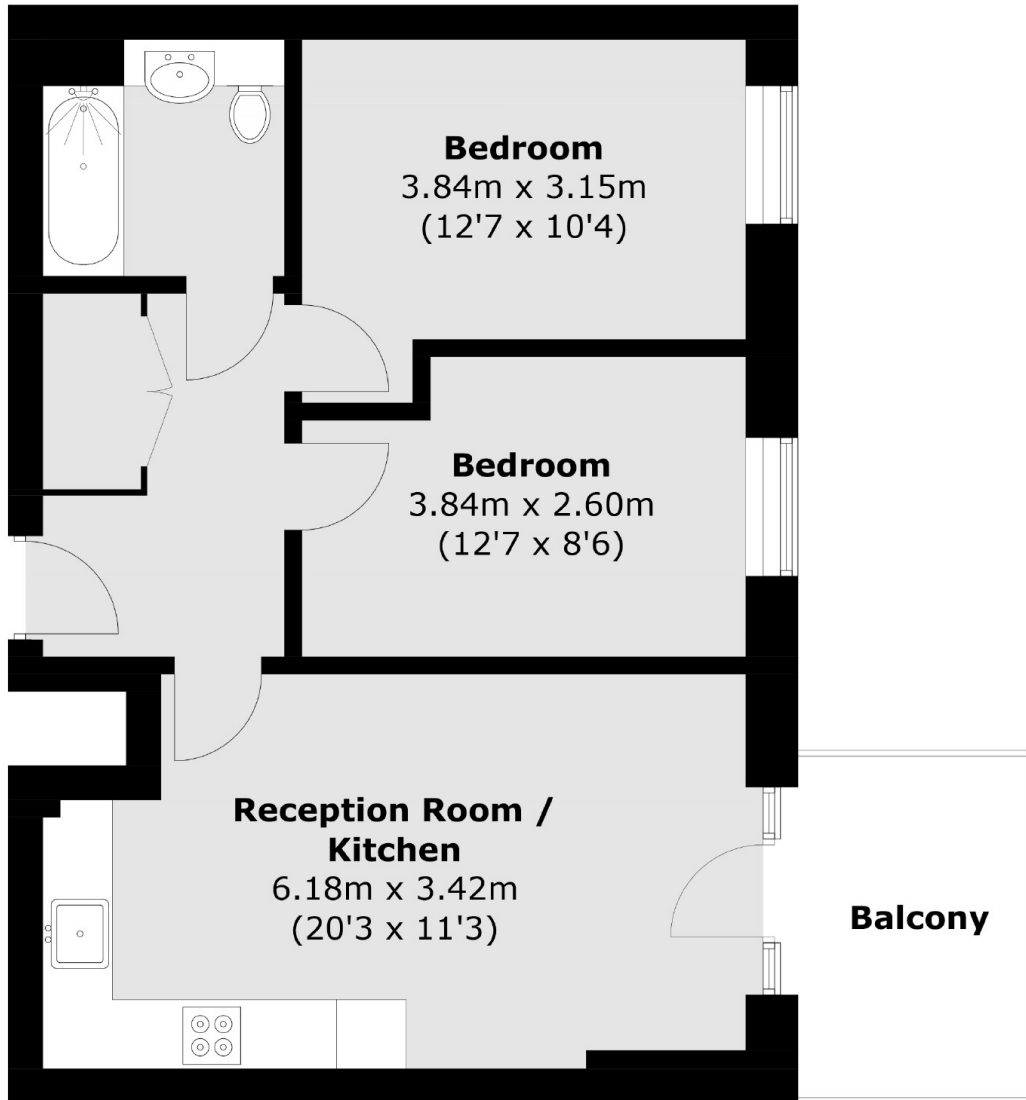 Bedroom
3.84m x 3.15m
(12'7 x 10'4)
Bedroom
3.84m x 2.60m
(12'7 x 8'6)
Reception Room /
Kitchen
6.18m x 3.42m
(20'3 x 11'3)
Balcony